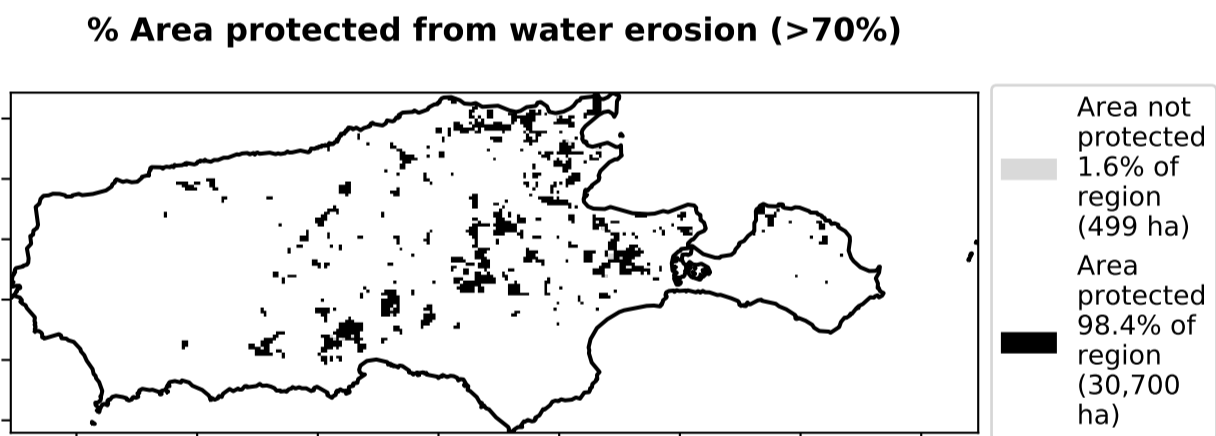 % Area protected from water erosion (>70%)
Area not
protected
1.6% of
region
(499 ha)
Area
protected
98.4% of
region
(30,700
ha)